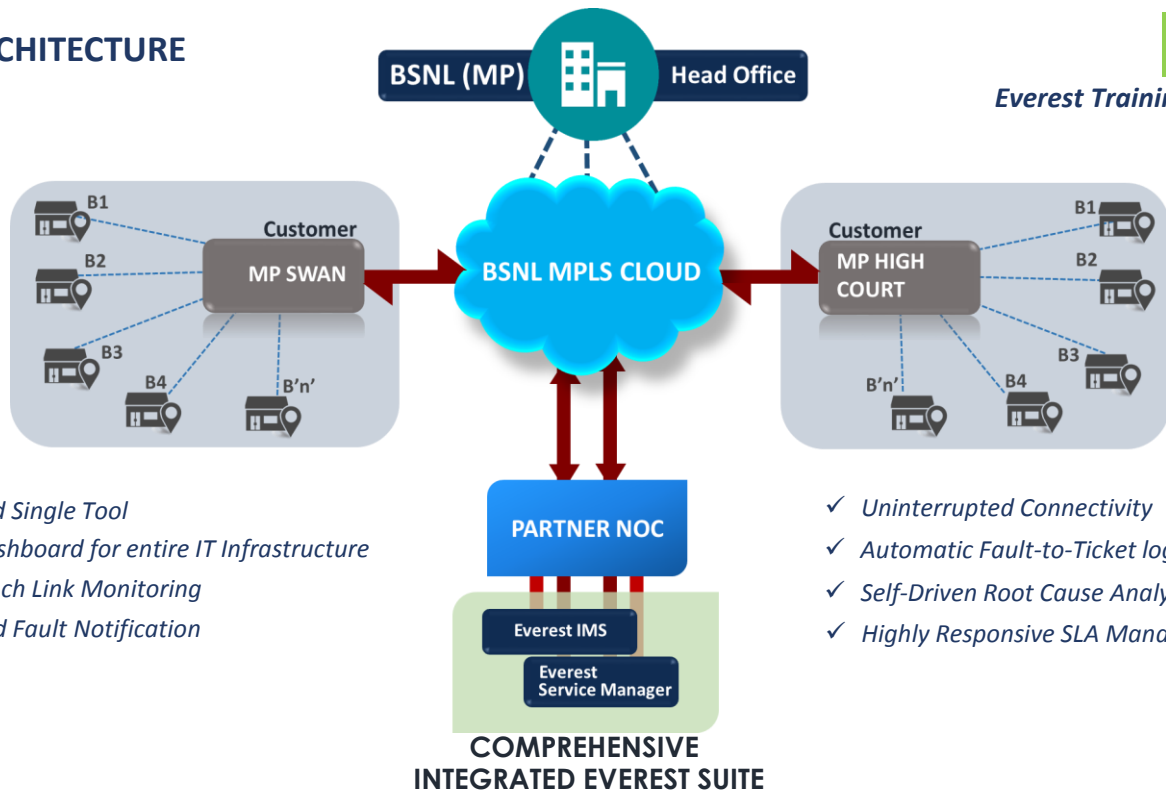 CHITECTURE
BSNL (MP)
Head Office
Everest Trainin
B1
B2
B3
B4
B'n'
Customer
MP SWAN
BSNL MPLS CLOUD
Customer
MP HIGH
COURT
B1
B2
B3
B4
B'n'
d Single Tool
shboard for entire IT Infrastructure
ch Link Monitoring
d Fault Notification
PARTNER NOC
Everest IMS
Everest
Service Manager
COMPREHENSIVE
INTEGRATED EVEREST SUITE
✓ Uninterrupted Connectivity
✓ Automatic Fault-to-Ticket log
✓ Self-Driven Root Cause Analy
✓ Highly Responsive SLA Mana